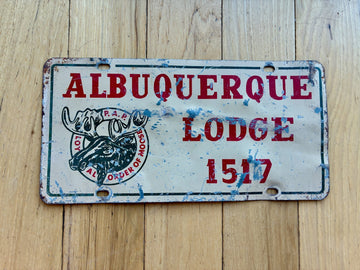 ALBUQUERQUE
P.A.P.
LOYAL ORDER OF MOOSE
LODGE
1517